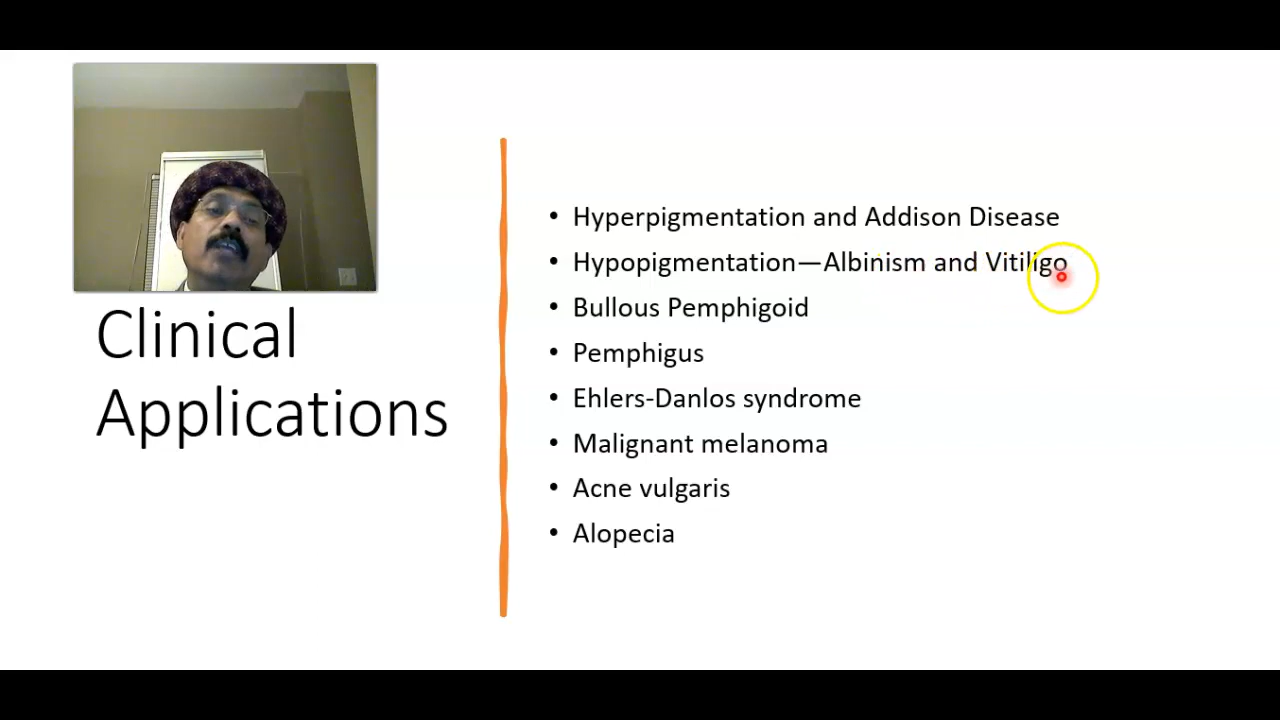 Clinical
Applications
• Hyperpigmentation and Addison Disease
• Hypopigmentation—Albinism and Vitiligo
• Bullous Pemphigoid
• Pemphigus
• Ehlers-Danlos syndrome
• Malignant melanoma
• Acne vulgaris
• Alopecia